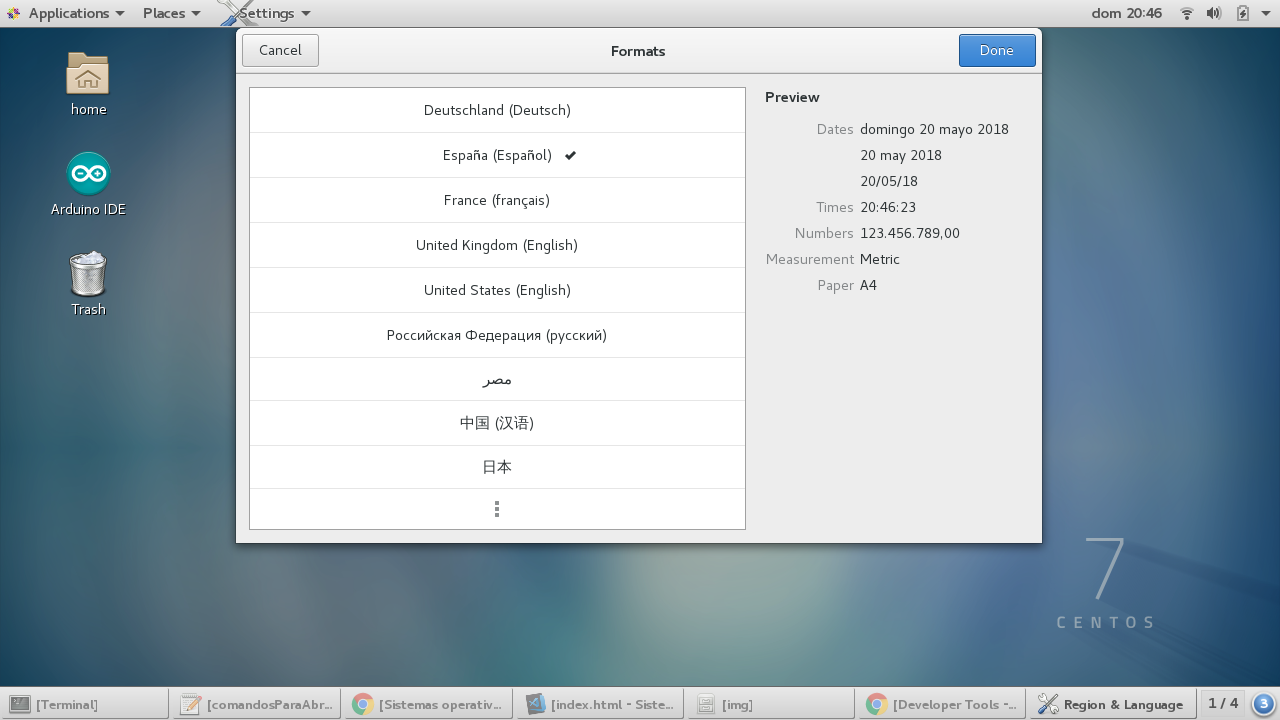 Applications Places Settings dom 20:46
Cancel Formats Done
home
Arduino IDE
Trash
Deutschland (Deutsch)
España (Español)
France (français)
United Kingdom (English)
United States (English)
Российская Федерация (русский)
مصر
中国 (汉语)
日本
Preview
Dates domingo 20 mayo 2018
20 may 2018
20/05/18
Times 20:46:23
Numbers 123.456.789,00
Measurement Metric
Paper A4
7
CENTOS
[Terminal] [comandosParaAbr... [Sistemas operativ... [index.html - Siste... [img] [Developer Tools -... Region & Language 1 / 4 3